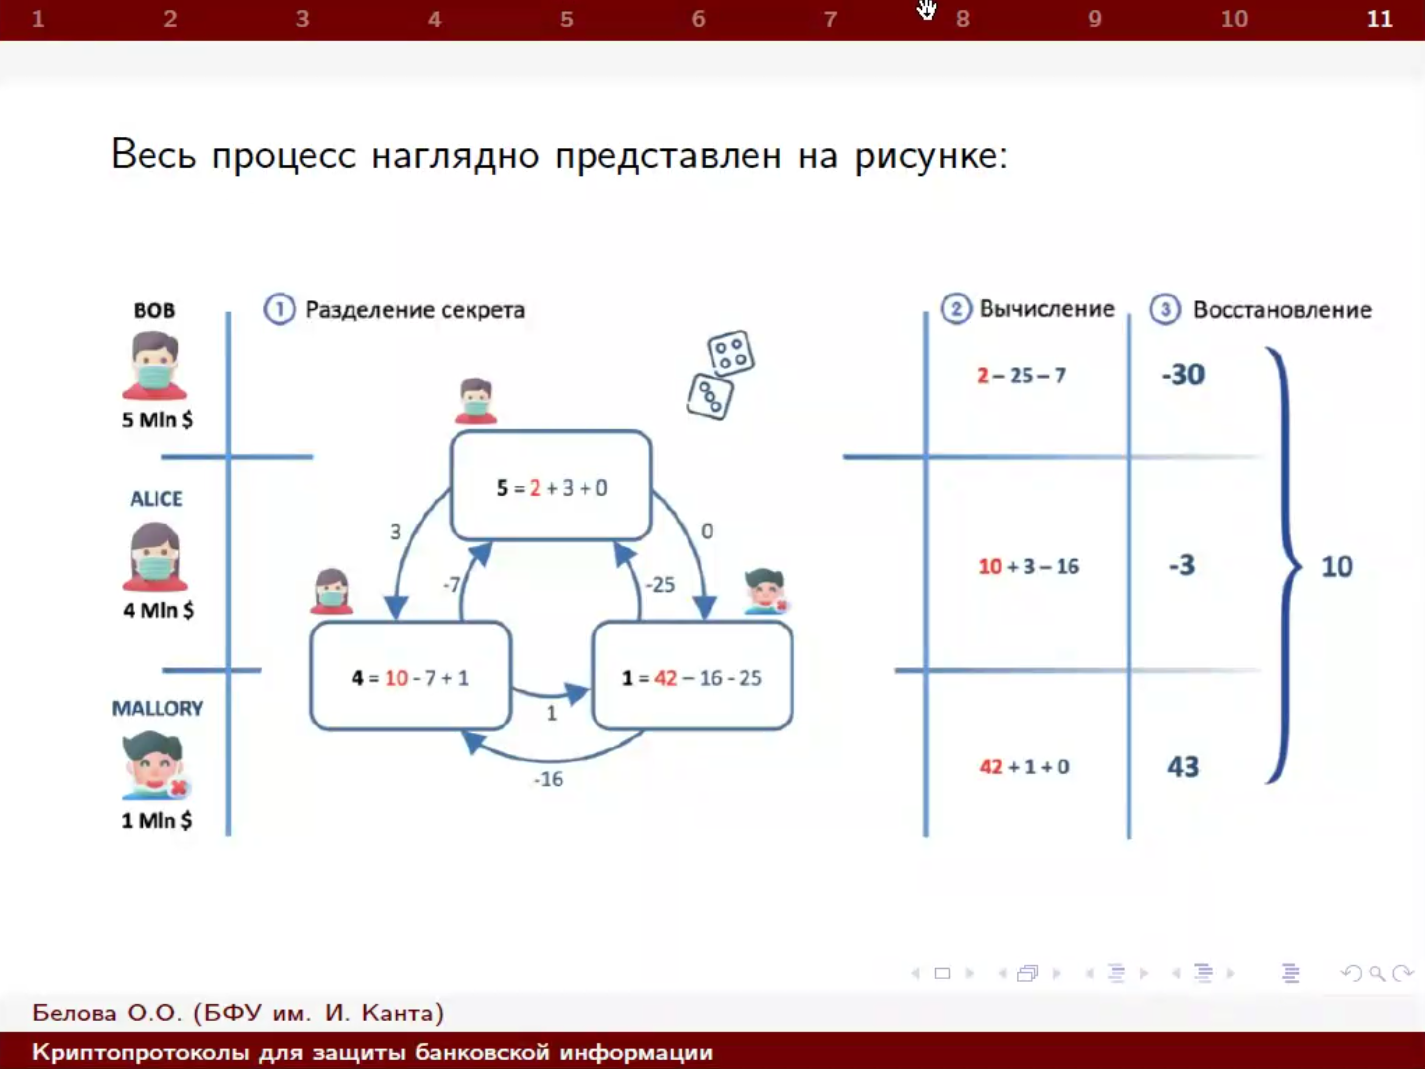 1 2 3 4 5 6 7 8 9 10 11
Весь процесс наглядно представлен на рисунке:
BOB
5 Mln $
ALICE
4 Mln $
MALLORY
1 Mln $
1 Разделение секрета
5 = 2 + 3 + 0
3
0
-7
-25
4 = 10 - 7 + 1
1 = 42 – 16 - 25
1
-16
2 Вычисление
2 – 25 – 7
10 + 3 – 16
42 + 1 + 0
3 Восстановление
-30
-3
43
10
Белова О.О. (БФУ им. И. Канта)
Криптопротоколы для защиты банковской информации